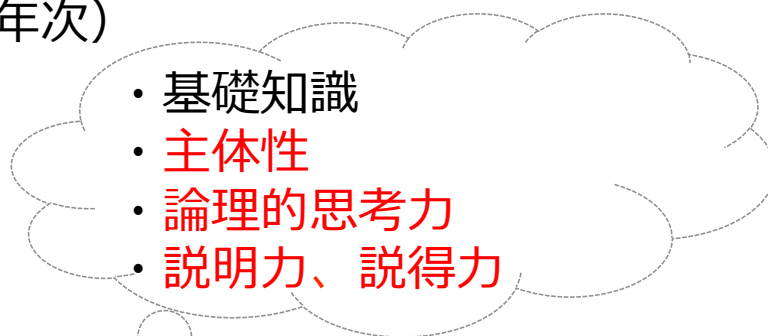 年次）
・基礎知識
・主体性
・論理的思考力
・説明力、説得力